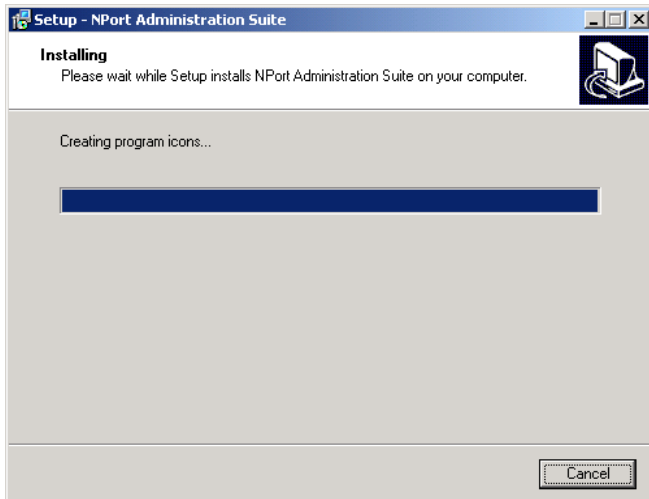 Setup - NPort Administration Suite
Installing
Please wait while Setup installs NPort Administration Suite on your computer.
Creating program icons...
Cancel